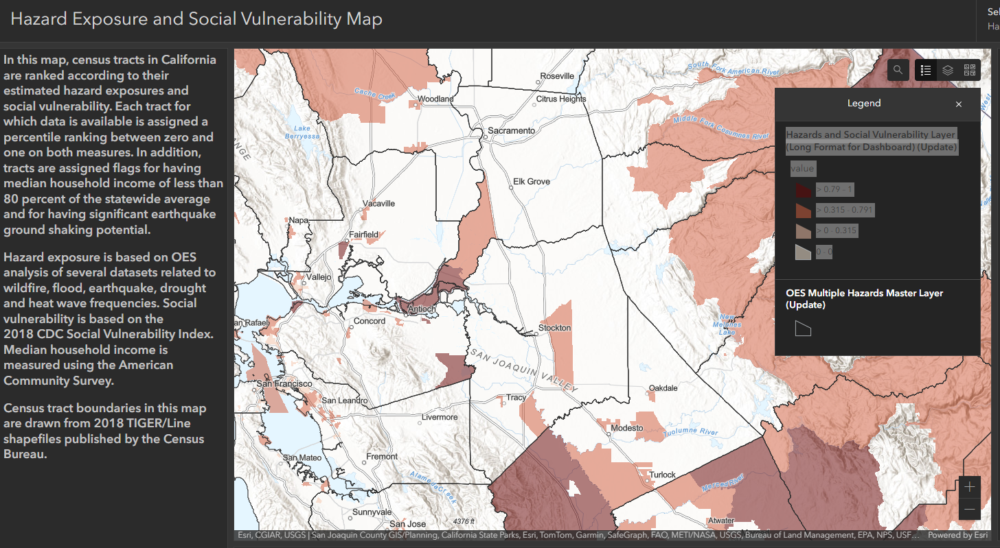 Hazard Exposure and Social Vulnerability Map
Sel
Ha
In this map, census tracts in California
are ranked according to their
estimated hazard exposures and
social vulnerability. Each tract for
which data is available is assigned a
percentile ranking between zero and
one on both measures. In addition,
tracts are assigned flags for having
median household income of less than
80 percent of the statewide average
and for having significant earthquake
ground shaking potential.
Hazard exposure is based on OES
analysis of several datasets related to
wildfire, flood, earthquake, drought
and heat wave frequencies. Social
vulnerability is based on the
2018 CDC Social Vulnerability Index.
Median household income is
measured using the American
Community Survey.
Census tract boundaries in this map
are drawn from 2018 TIGER/Line
shapefiles published by the Census
Bureau.
South Fork American River
Roseville
Cache Creek
Woodland
Citrus Heights
Middle Fork Cosumnes River
Lake
Berryessa
Sacramento
ANGE
Elk Grove
Vacaville
Napa
Fairfield
Vallejo
Antioch
an Rafael
Concord
Stockton
New
Melones
Lake
SAN JOAQUIN VALLEY
San Francisco
San Leandro
Tracy
Oakdale
Livermore
Modesto
Tuolumne River
San Mateo
Fremont
Turlock
Alameda Creek
Merced River
Sunnyvale
San Jose
4376 ft
Atwater
Legend
Hazards and Social Vulnerability Layer
(Long Format for Dashboard) (Update)
value
> 0.79 - 1
> 0.315 - 0.791
> 0 - 0.315
0 - 0
OES Multiple Hazards Master Layer
(Update)
Esri, CGIAR, USGS | San Joaquin County GIS/Planning, California State Parks, Esri, TomTom, Garmin, SafeGraph, FAO, METI/NASA, USGS, Bureau of Land Management, EPA, NPS, USF...
Powered by Esri